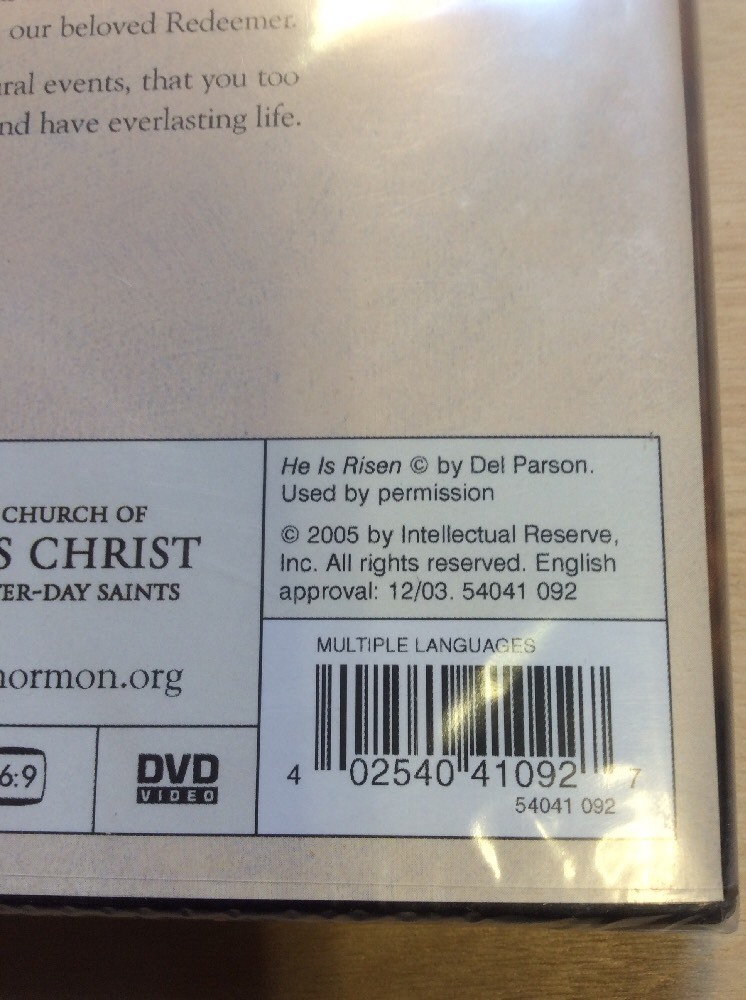 our beloved Redeemer.
ral events, that you too
nd have everlasting life.
He Is Risen © by Del Parson.
Used by permission
© 2005 by Intellectual Reserve,
Inc. All rights reserved. English
approval: 12/03. 54041 092
CHURCH OF
S CHRIST
ER-DAY SAINTS
ormon.org
MULTIPLE LANGUAGES
4 02540 41092 7
54041 092
6:9
DVD
VIDEO